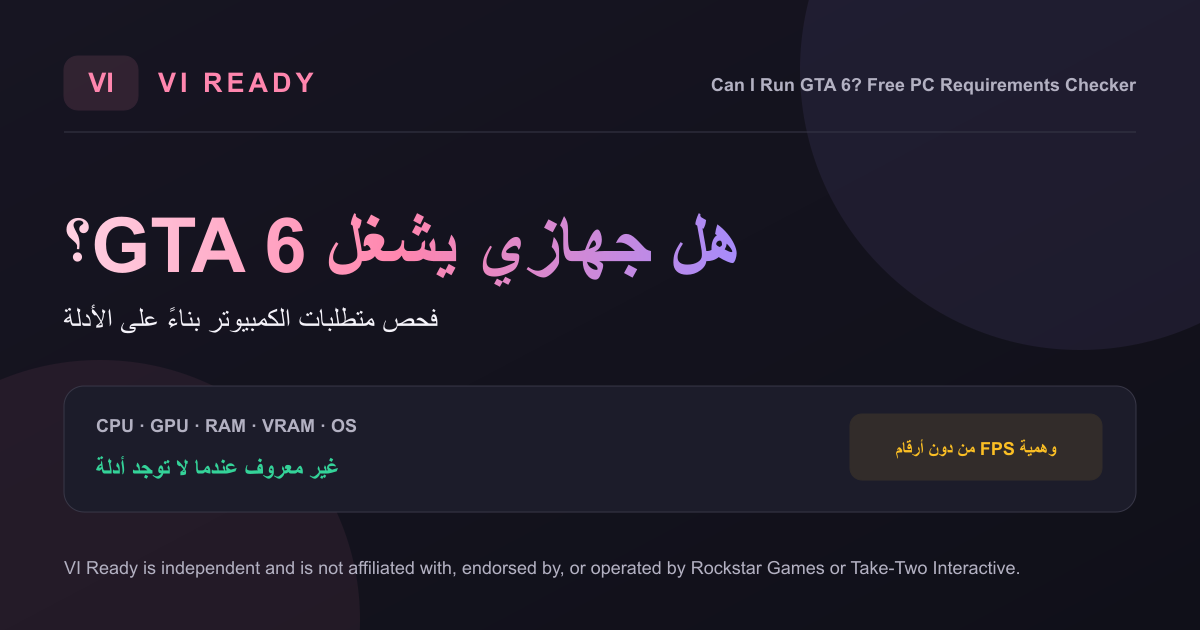 VI
VI READY
Can I Run GTA 6? Free PC Requirements Checker
هل جهازي يشغل GTA 6؟
فحص متطلبات الكمبيوتر بناءً على الأدلة
CPU · GPU · RAM · VRAM · OS
غير معروف عندما لا توجد أدلة
من دون أرقام FPS وهمية
VI Ready is independent and is not affiliated with, endorsed by, or operated by Rockstar Games or Take-Two Interactive.